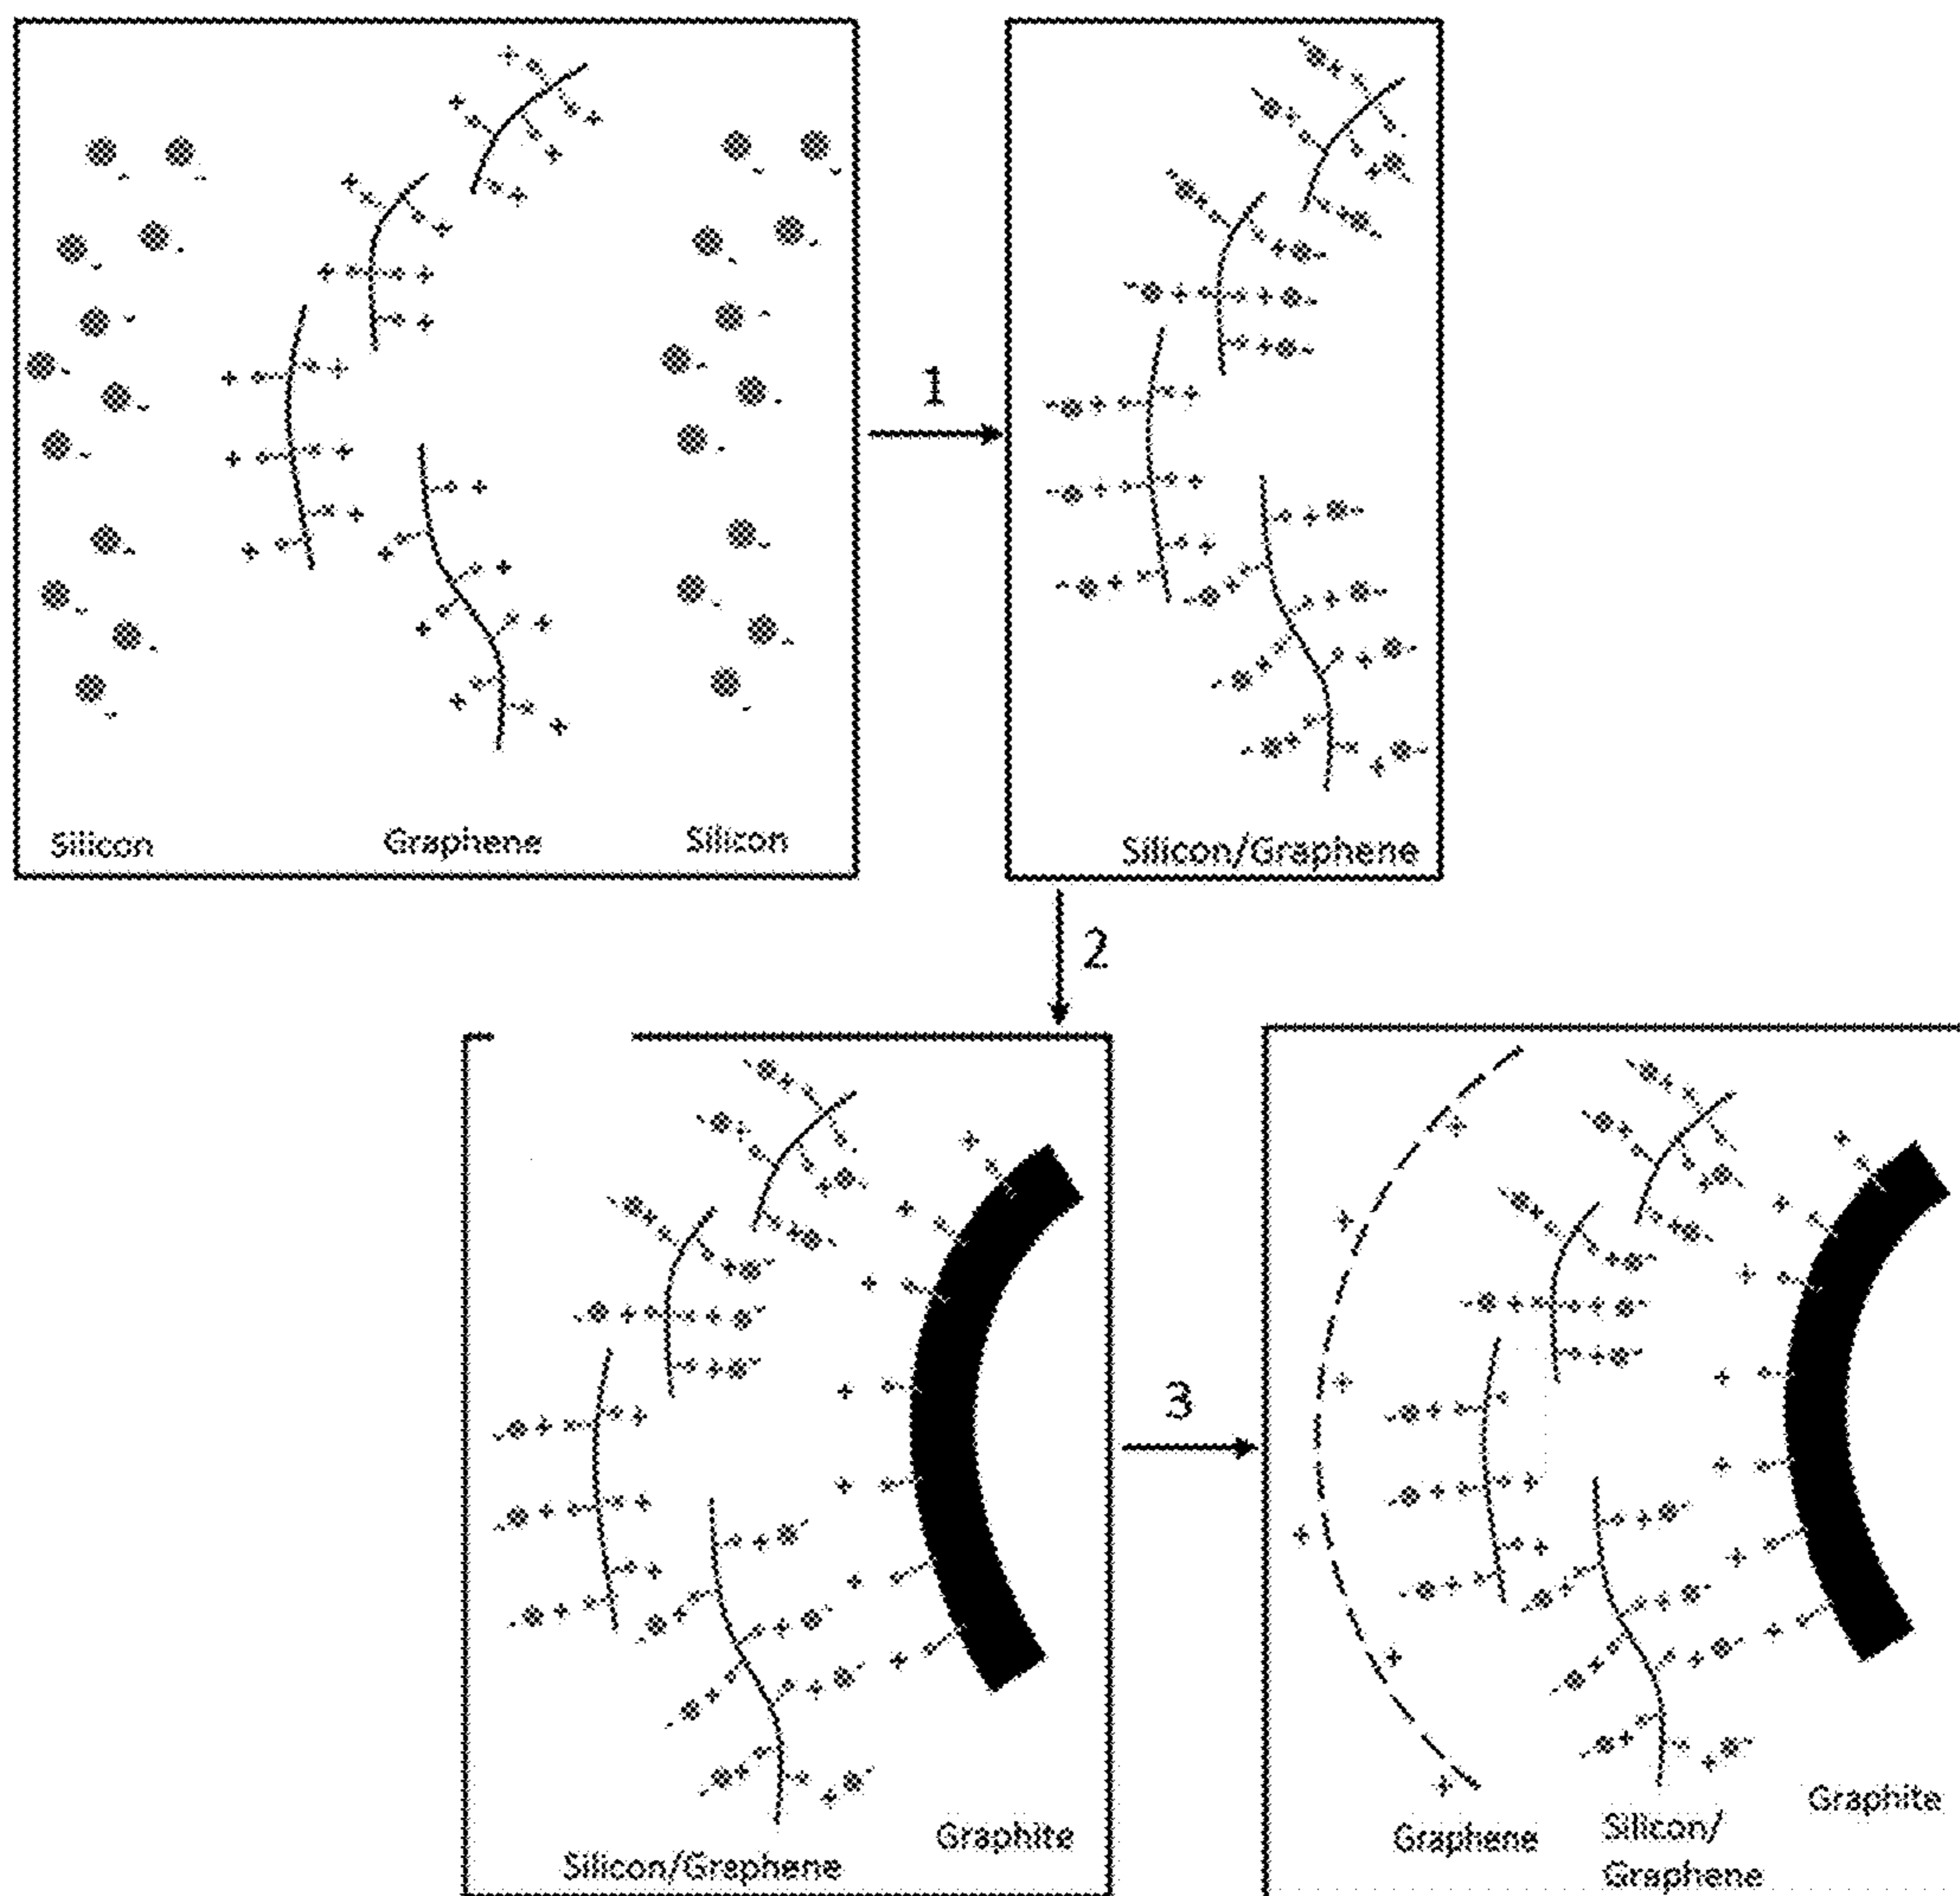 Silicon
Graphene
Silicon
1
Silicon/Graphene
2
Silicon/Graphene
Graphite
3
Graphene
Silicon/
Graphene
Graphite